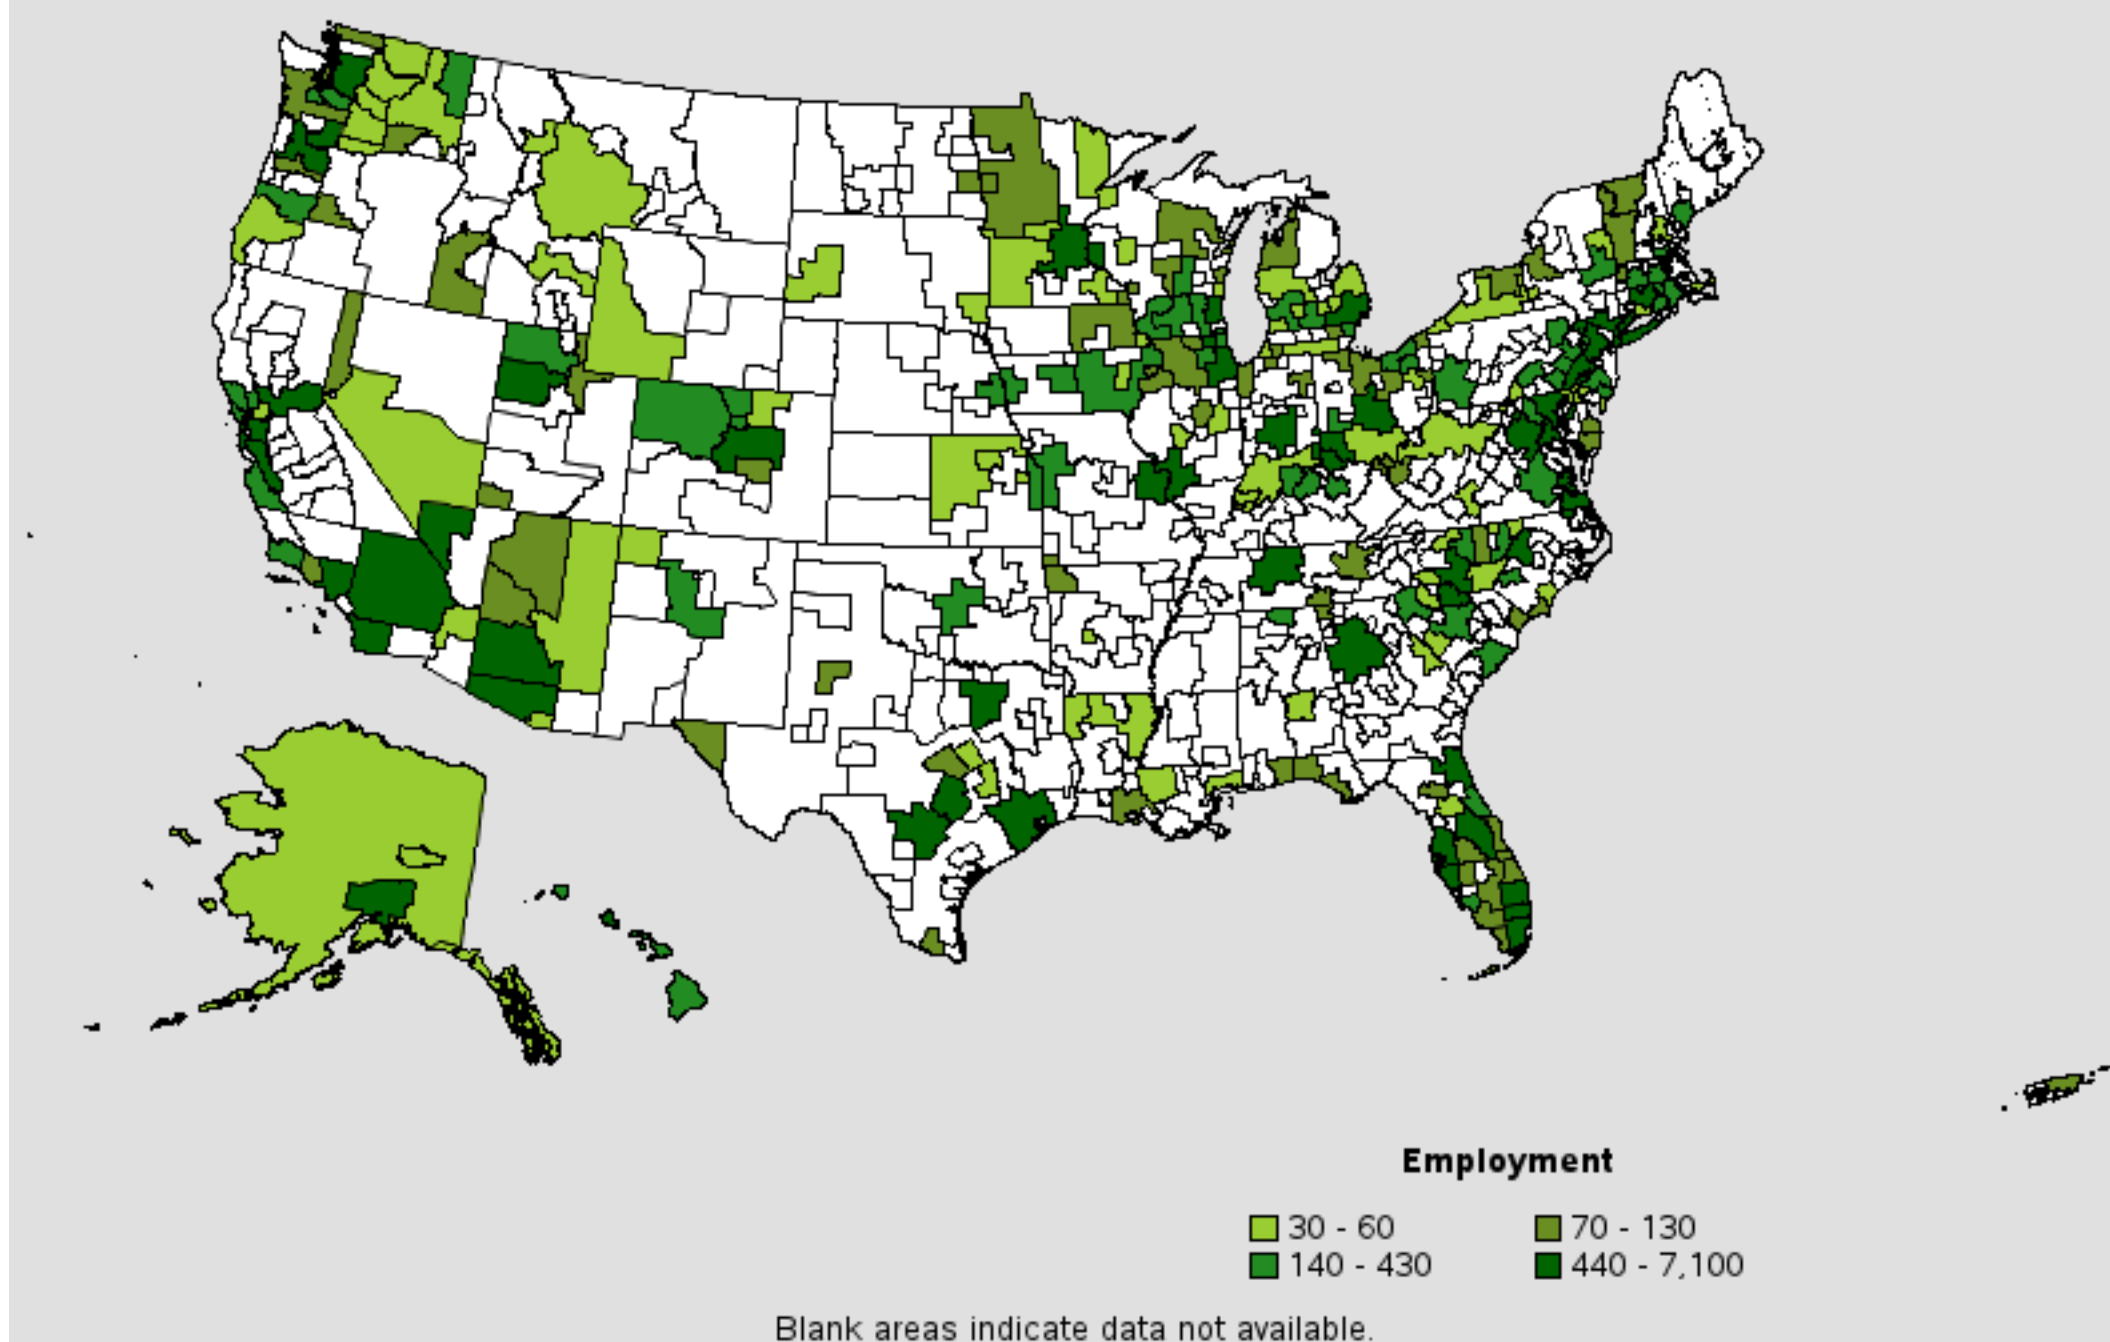 Employment
30 - 60 70 - 130
140 - 430 440 - 7,100
Blank areas indicate data not available.